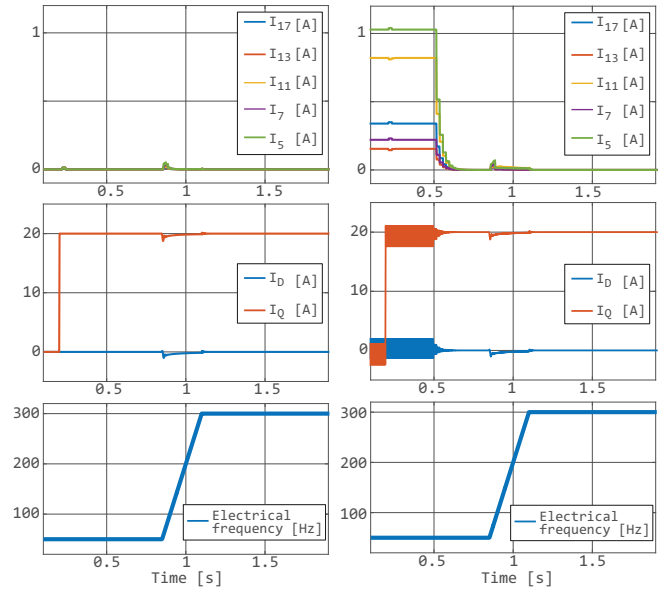 1
I17 [A]
I13 [A]
I11 [A]
I7 [A]
I5 [A]
0
0.5
1
1.5
1
I17 [A]
I13 [A]
I11 [A]
I7 [A]
I5 [A]
0
0.5
1
1.5
20
10
0
ID [A]
IQ [A]
0.5
1
1.5
20
10
0
ID [A]
IQ [A]
0.5
1
1.5
300
200
100
Electrical
frequency [Hz]
0.5
1
1.5
Time [s]
300
200
100
Electrical
frequency [Hz]
0.5
1
1.5
Time [s]